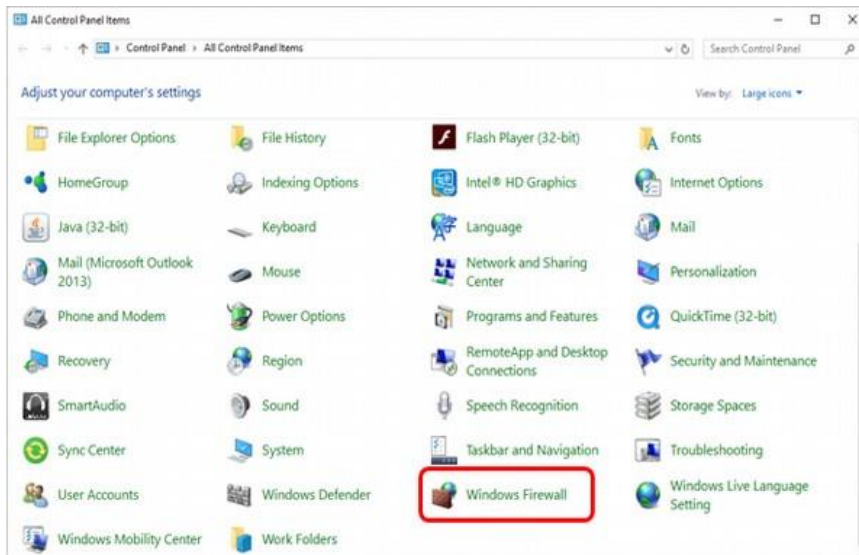 All Control Panel Items
Control Panel > All Control Panel Items
Search Control Panel
Adjust your computer's settings
View by: Large icons
File Explorer Options
File History
Flash Player (32-bit)
Fonts
HomeGroup
Indexing Options
Intel® HD Graphics
Internet Options
Java (32-bit)
Keyboard
Language
Mail
Mail (Microsoft Outlook
2013)
Mouse
Network and Sharing
Center
Personalization
Phone and Modem
Power Options
Programs and Features
QuickTime (32-bit)
Recovery
Region
RemoteApp and Desktop
Connections
Security and Maintenance
SmartAudio
Sound
Speech Recognition
Storage Spaces
Sync Center
System
Taskbar and Navigation
Troubleshooting
User Accounts
Windows Defender
Windows Firewall
Windows Live Language
Setting
Windows Mobility Center
Work Folders